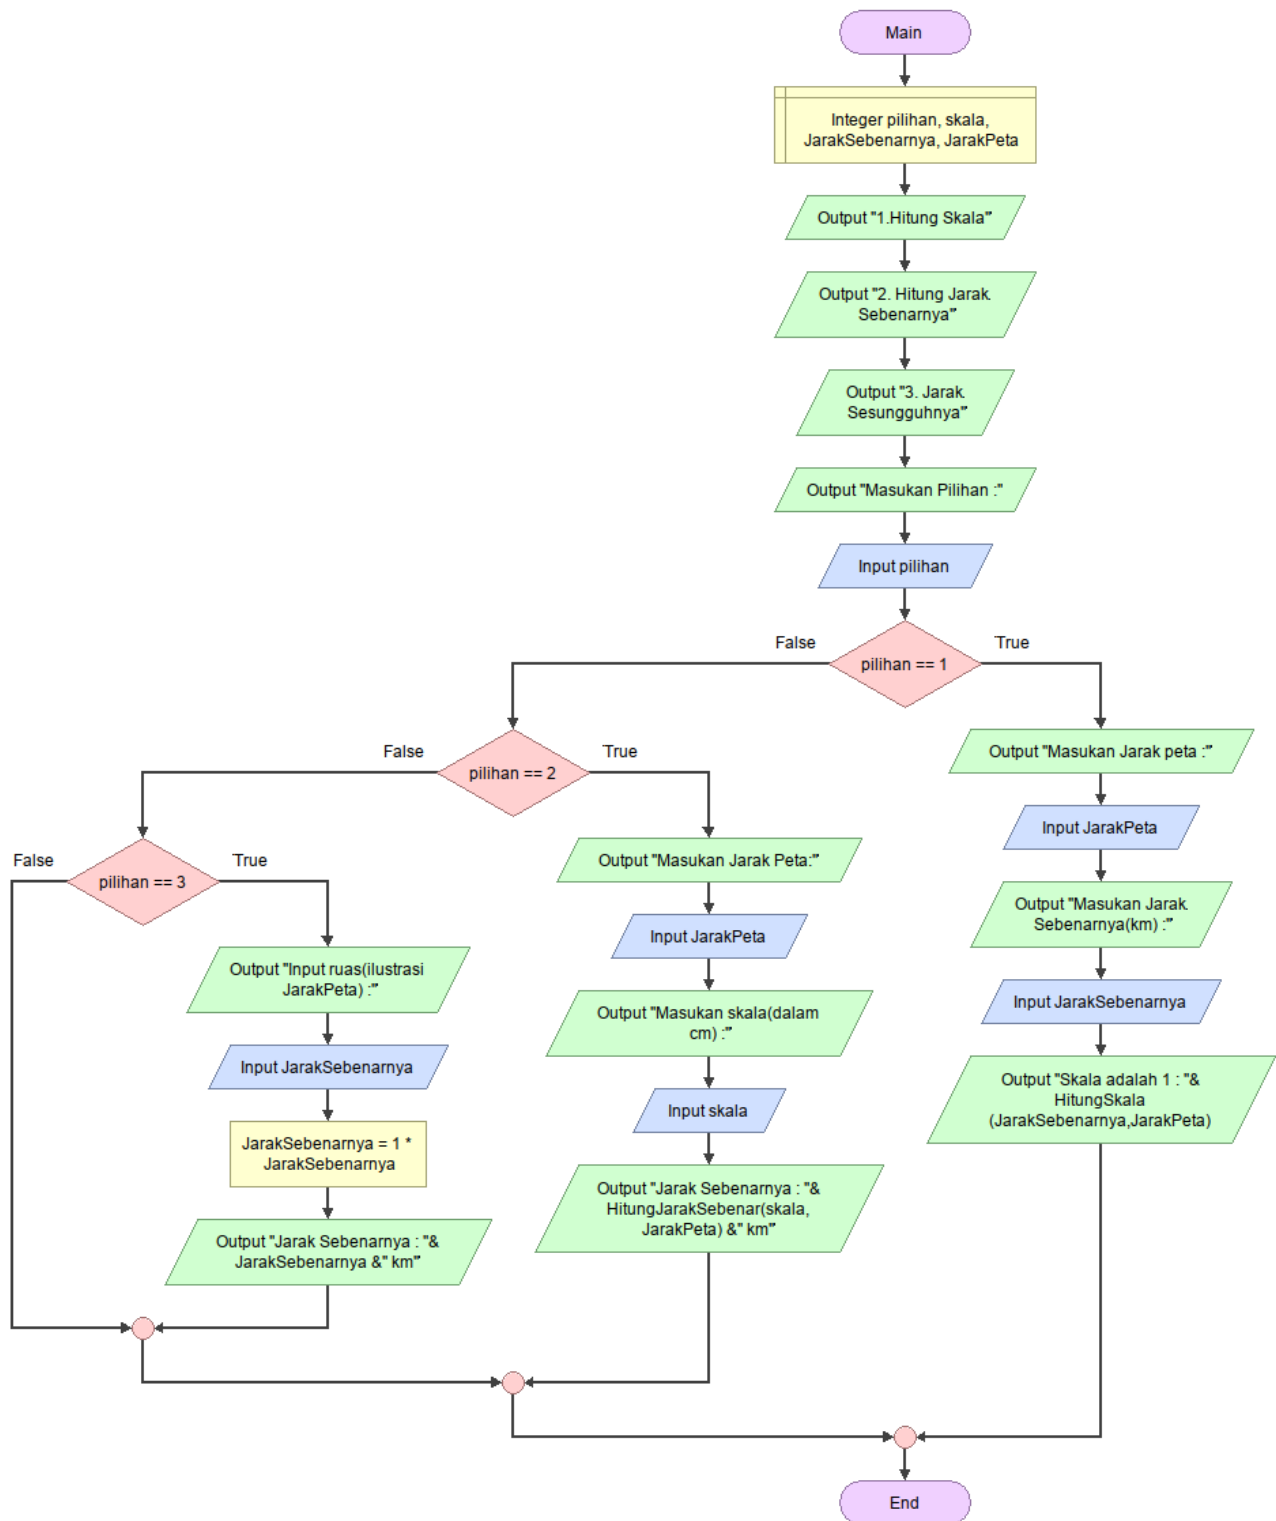 Main
Integer pilihan, skala,
JarakSebenarnya, JarakPeta
Output "1.Hitung Skala"
Output "2. Hitung Jarak
Sebenarnya"
Output "3. Jarak
Sesungguhnya"
Output "Masukan Pilihan :"
Input pilihan
False
True
pilihan == 1
False
True
pilihan == 2
False
True
pilihan == 3
Output "Input ruas(ilustrasi
JarakPeta) :"
Input JarakSebenarnya
JarakSebenarnya = 1 *
JarakSebenarnya
Output "Jarak Sebenarnya : "&
JarakSebenarnya &" km"
Output "Masukan Jarak Peta:"
Input JarakPeta
Output "Masukan skala(dalam
cm) :"
Input skala
Output "Jarak Sebenarnya : "&
HitungJarakSebenar(skala,
JarakPeta) &" km"
Output "Masukan Jarak peta :"
Input JarakPeta
Output "Masukan Jarak
Sebenarnya(km) :"
Input JarakSebenarnya
Output "Skala adalah 1 : "&
HitungSkala
(JarakSebenarnya,JarakPeta)
End